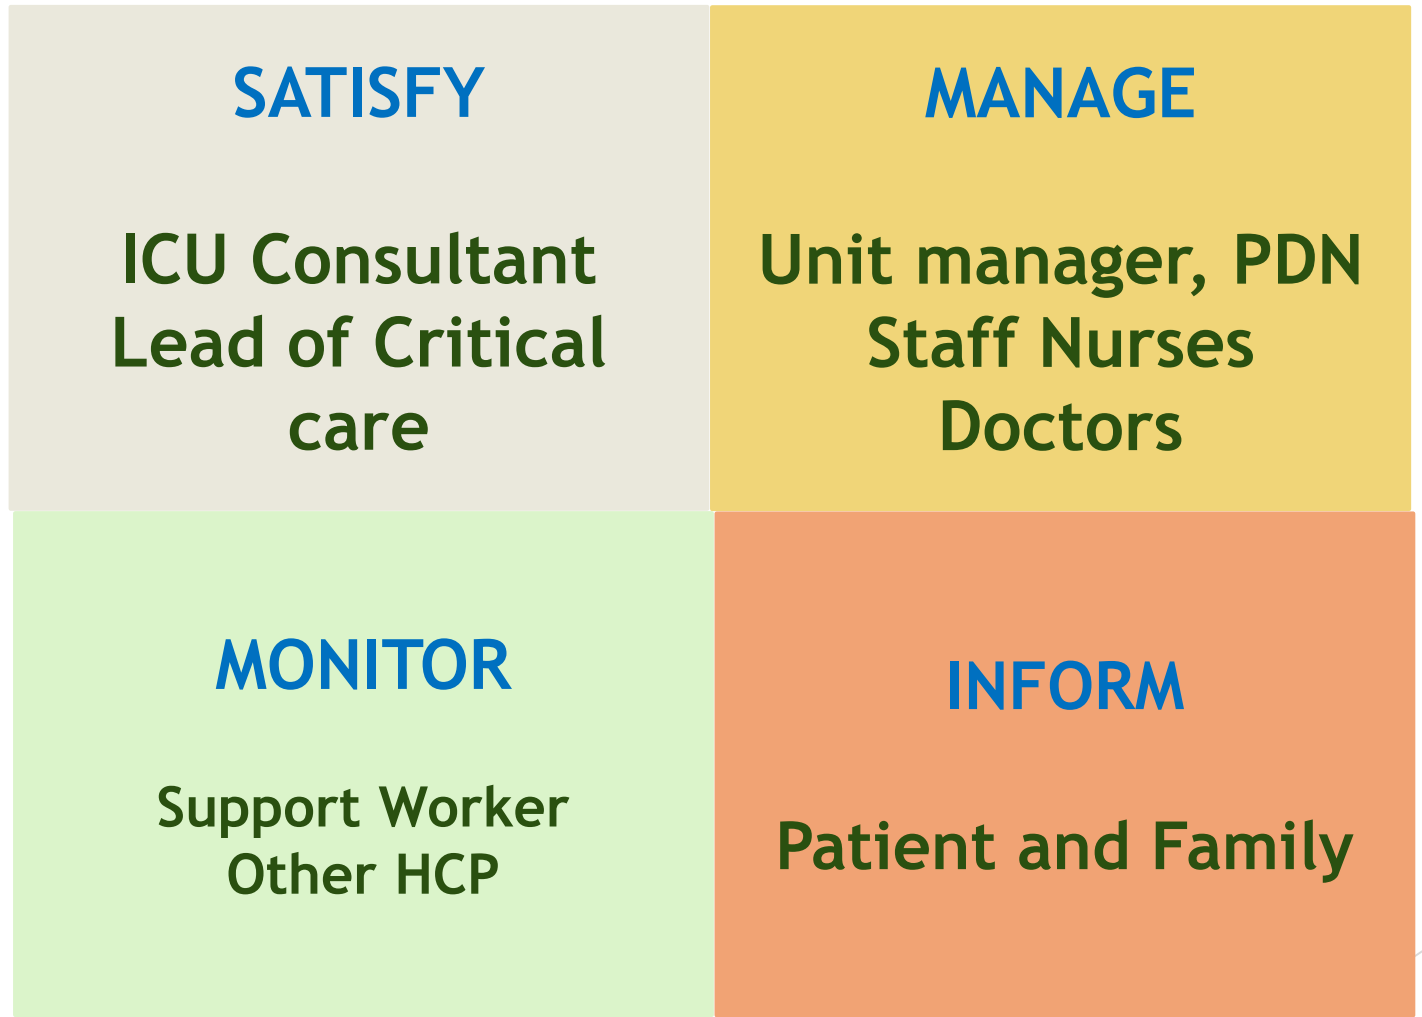 SATISFY
ICU Consultant
Lead of Critical
care
MANAGE
Unit manager, PDN
Staff Nurses
Doctors
MONITOR
Support Worker
Other HCP
INFORM
Patient and Family